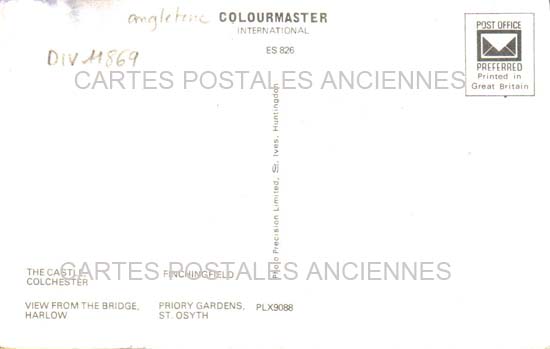 angleterre
COLOURMASTER
INTERNATIONAL
ES 826
DIV 11869
POST OFFICE
PREFERRED
Printed in
Great Britain
CARTES POSTALES ANCIENNES
Photo Precision Limited, St. Ives, Huntingdon
THE CASTLE,
COLCHESTER
FINCHINGFIELD
CARTES POSTALES ANCIENNES
VIEW FROM THE BRIDGE,
HARLOW
PRIORY GARDENS,
ST. OSYTH
PLX9088